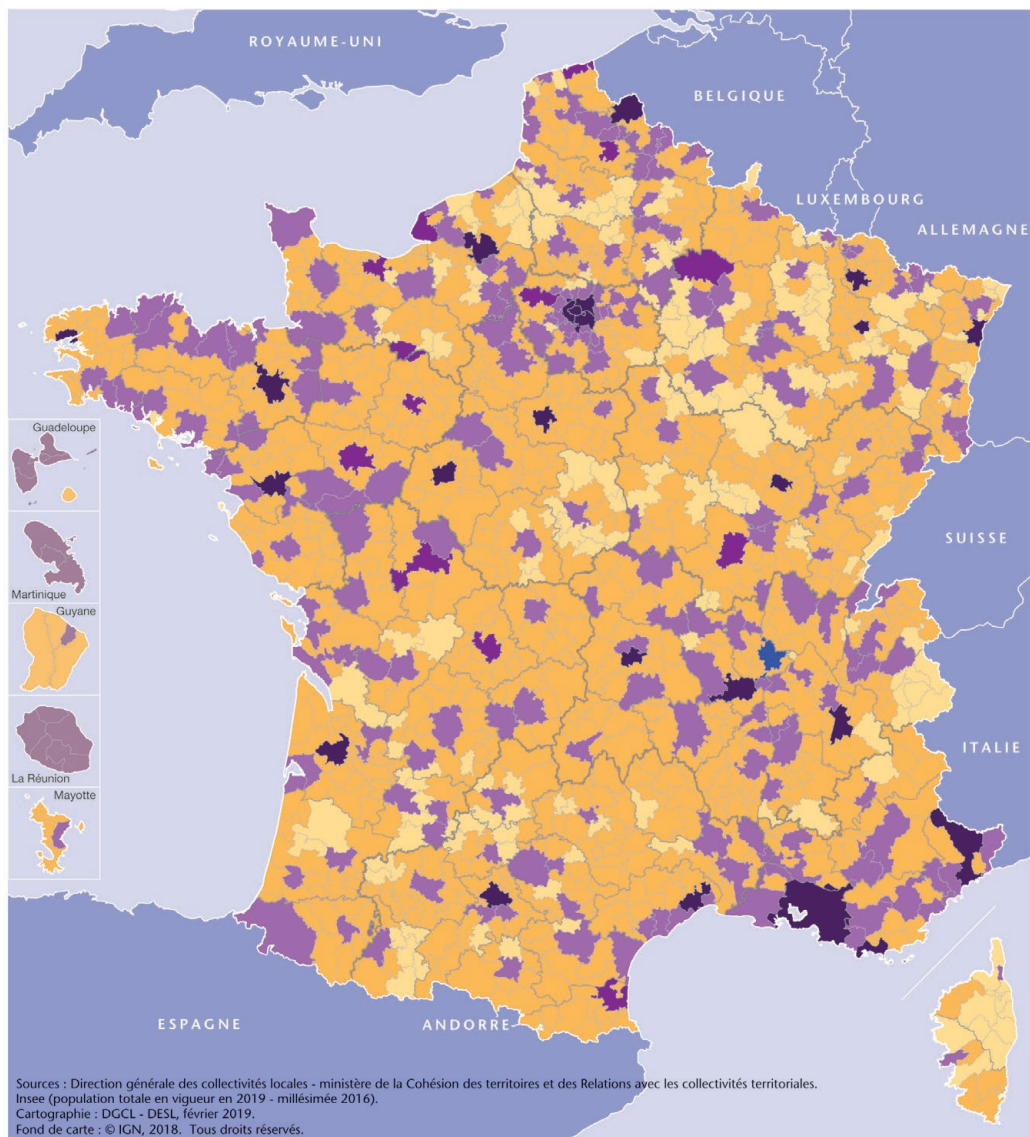 ROYAUME-UNI
BELGIQUE
LUXEMBOURG
ALLEMAGNE
Guadeloupe
SUISSE
Martinique
Guyane
ITALIE
La Réunion
Mayotte
ESPAGNE
ANDORRE
Sources : Direction générale des collectivités locales - ministère de la Cohésion des territoires et des Relations avec les collectivités territoriales.
Insee (population totale en vigueur en 2019 - millésimée 2016).
Cartographie : DGCL - DESL, février 2019.
Fond de carte : © IGN, 2018. Tous droits réservés.